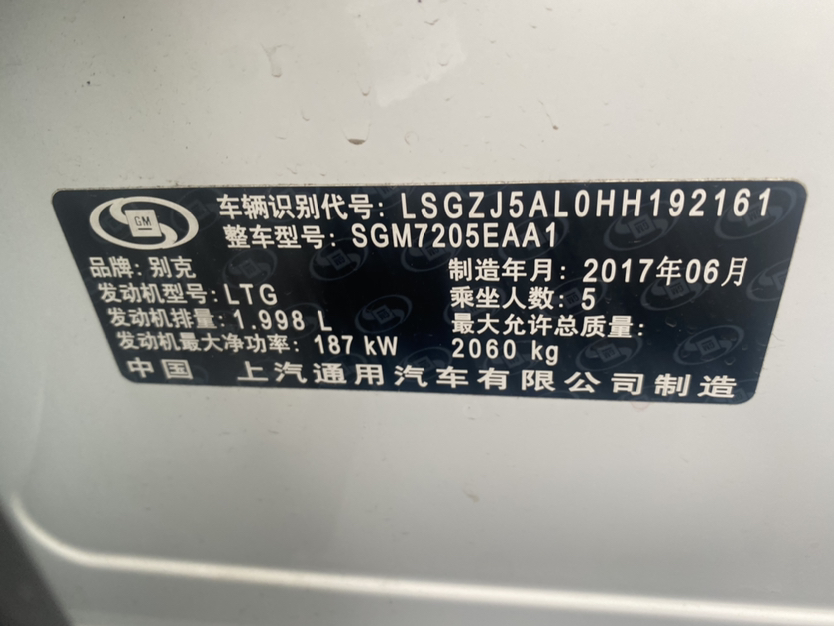 GM
车辆识别代号: LSGZJ5AL0HH192161
整车型号: SGM7205EAA1
品牌: 别克
制造年月: 2017年06月
发动机型号: LTG
乘坐人数: 5
发动机排量: 1.998 L
最大允许总质量:
发动机最大净功率: 187 kW
2060 kg
中国 上汽通用汽车有限公司制造